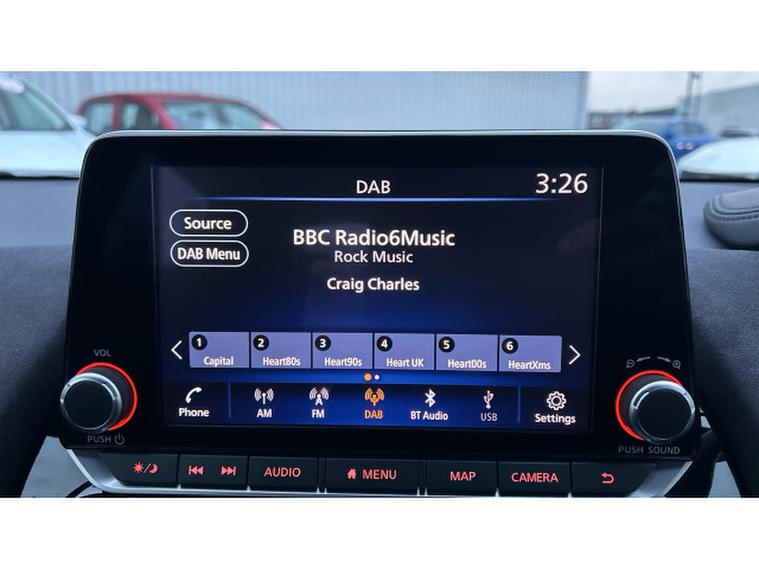 DAB
3:26
Source
DAB Menu
BBC Radio6Music
Rock Music
Craig Charles
1 2 3 4 5 6
Capital Heart80s Heart90s Heart UK Heart00s HeartXms
Phone AM FM DAB BT Audio USB Settings
VOL
PUSH
PUSH SOUND
AUDIO MENU MAP CAMERA